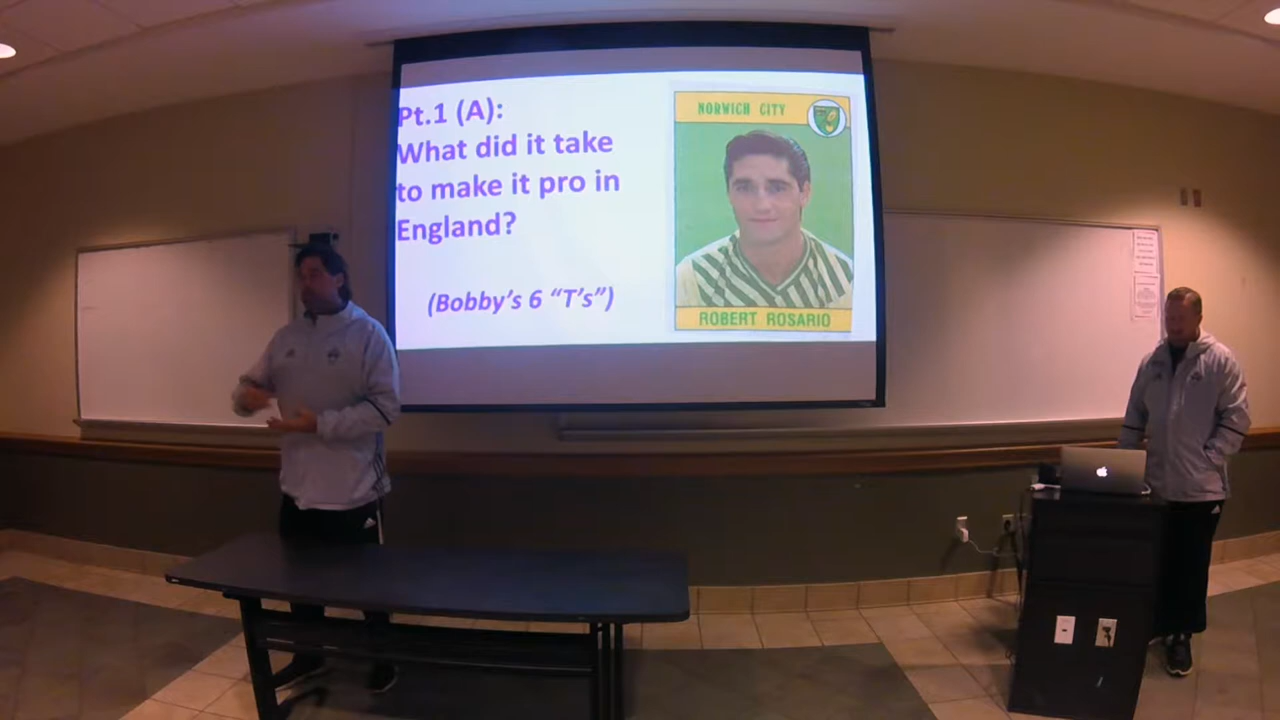 Pt.1 (A):
What did it take
to make it pro in
England?
(Bobby's 6 “T's”)
NORWICH CITY
ROBERT ROSARIO